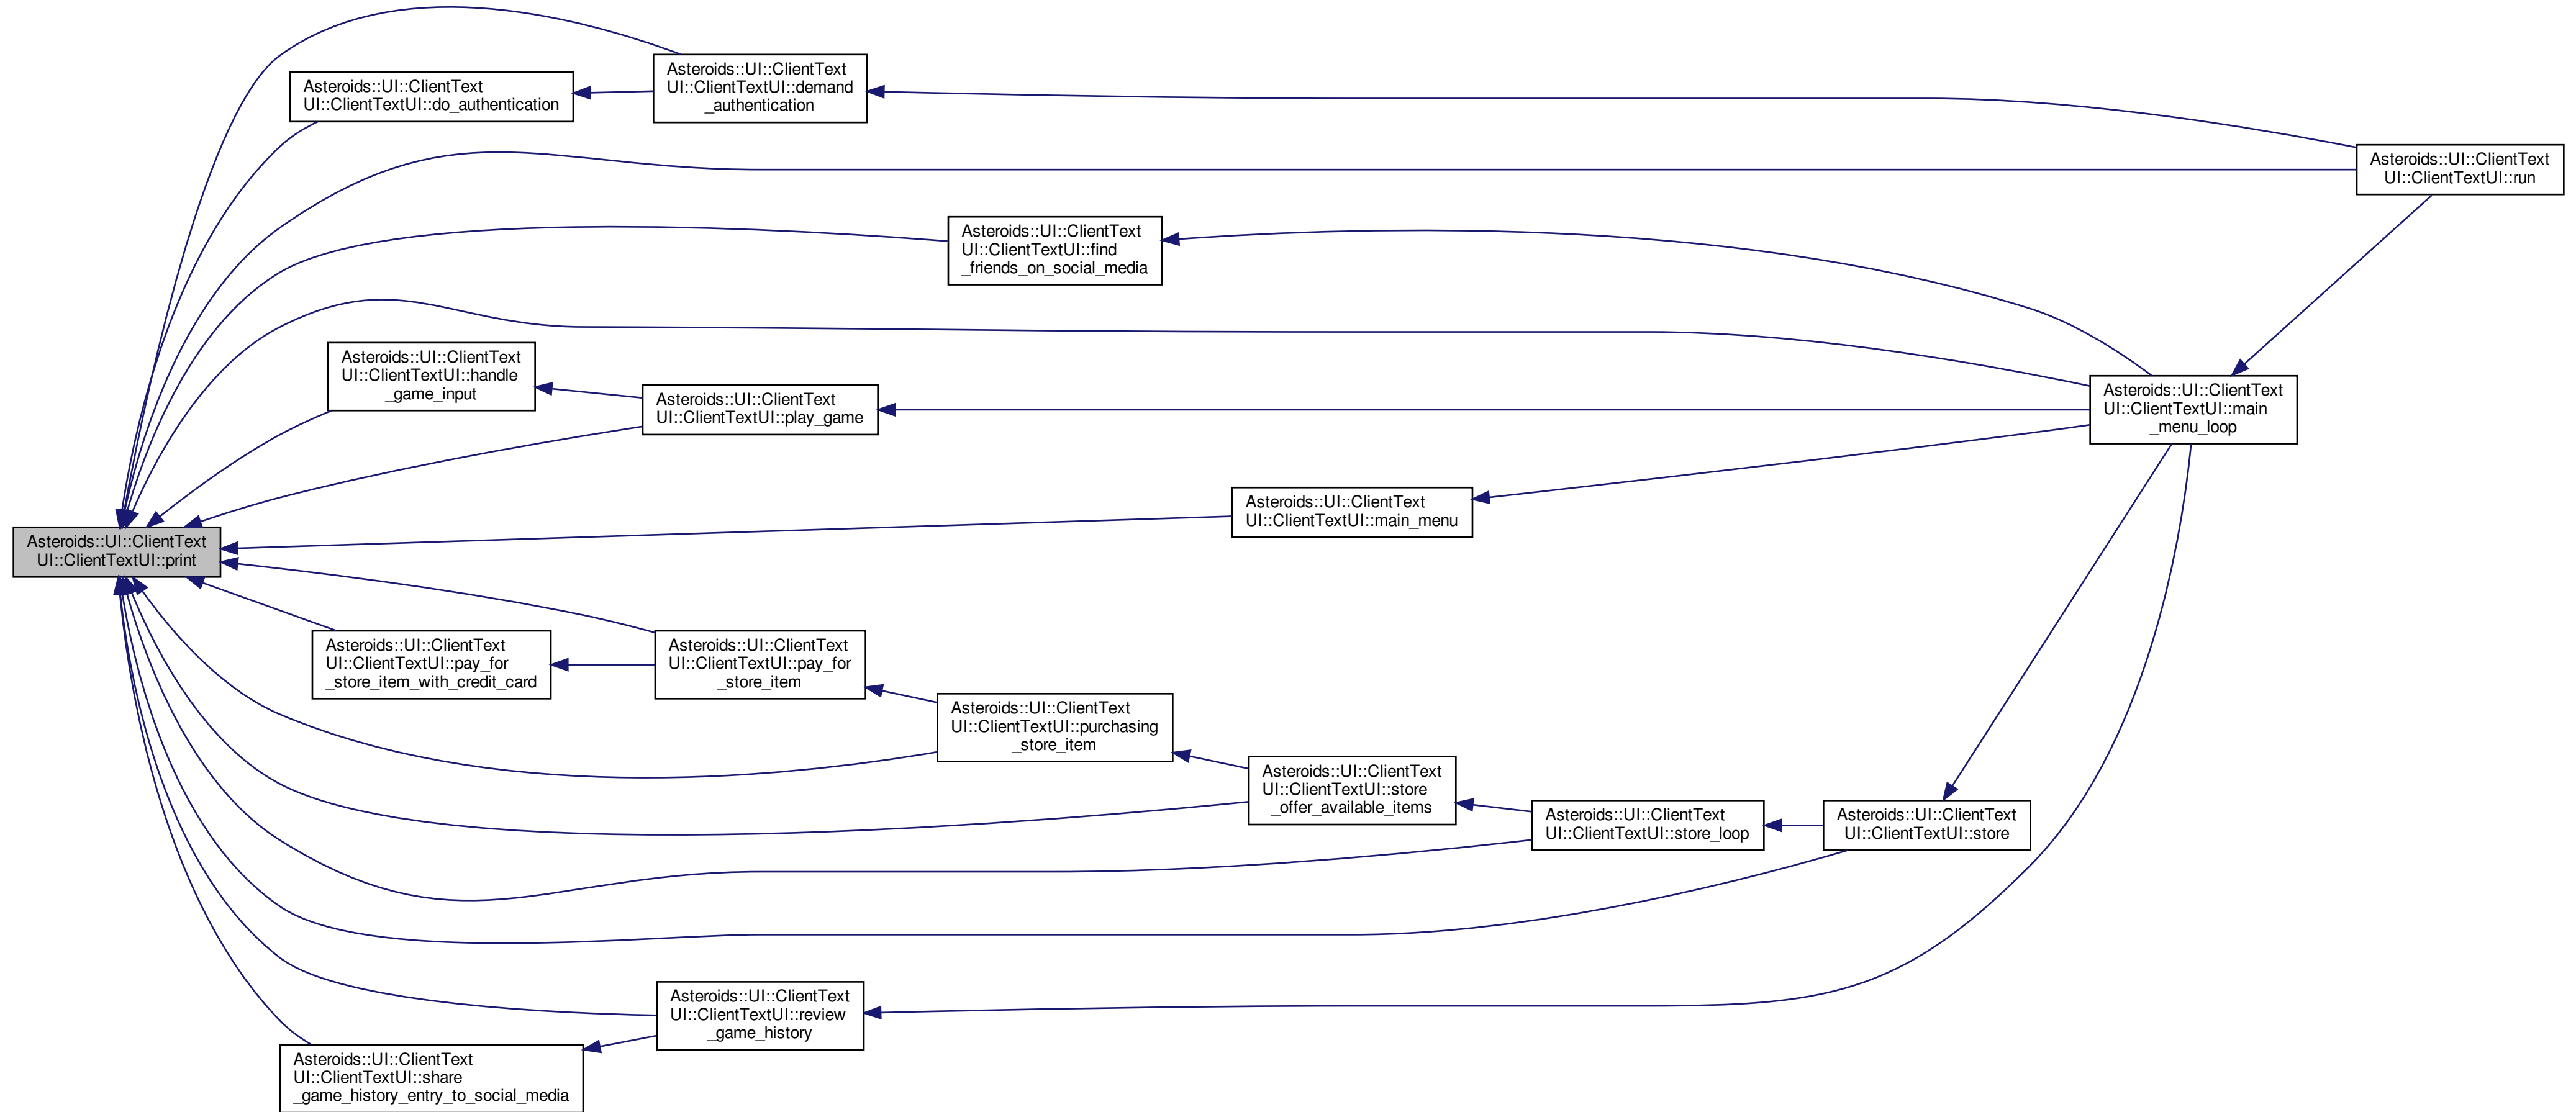 Asteroids::UI::ClientText
UI::ClientTextUI::demand
_authentication
Asteroids::UI::ClientText
UI::ClientTextUI::do_authentication
Asteroids::UI::ClientText
UI::ClientTextUI::run
Asteroids::UI::ClientText
UI::ClientTextUI::find
_friends_on_social_media
Asteroids::UI::ClientText
UI::ClientTextUI::handle
_game_input
Asteroids::UI::ClientText
UI::ClientTextUI::play_game
Asteroids::UI::ClientText
UI::ClientTextUI::main
_menu_loop
Asteroids::UI::ClientText
UI::ClientTextUI::main_menu
Asteroids::UI::ClientText
UI::ClientTextUI::print
Asteroids::UI::ClientText
UI::ClientTextUI::pay_for
_store_item_with_credit_card
Asteroids::UI::ClientText
UI::ClientTextUI::pay_for
_store_item
Asteroids::UI::ClientText
UI::ClientTextUI::purchasing
_store_item
Asteroids::UI::ClientText
UI::ClientTextUI::store
_offer_available_items
Asteroids::UI::ClientText
UI::ClientTextUI::store_loop
Asteroids::UI::ClientText
UI::ClientTextUI::store
Asteroids::UI::ClientText
UI::ClientTextUI::review
_game_history
Asteroids::UI::ClientText
UI::ClientTextUI::share
_game_history_entry_to_social_media